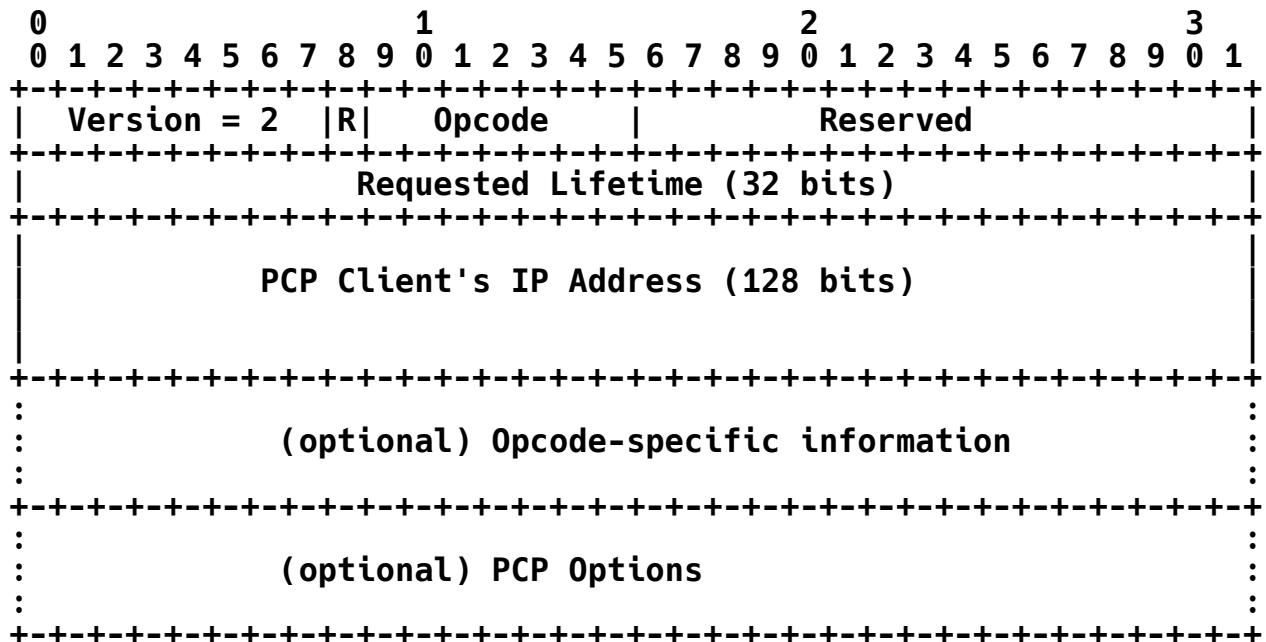 0                   1                   2                   3
 0 1 2 3 4 5 6 7 8 9 0 1 2 3 4 5 6 7 8 9 0 1 2 3 4 5 6 7 8 9 0 1
+-+-+-+-+-+-+-+-+-+-+-+-+-+-+-+-+-+-+-+-+-+-+-+-+-+-+-+-+-+-+-+-+
|  Version = 2  |R|   Opcode    |         Reserved              |
+-+-+-+-+-+-+-+-+-+-+-+-+-+-+-+-+-+-+-+-+-+-+-+-+-+-+-+-+-+-+-+-+
|                 Requested Lifetime (32 bits)                  |
+-+-+-+-+-+-+-+-+-+-+-+-+-+-+-+-+-+-+-+-+-+-+-+-+-+-+-+-+-+-+-+-+
|                                                               |
|            PCP Client's IP Address (128 bits)                 |
|                                                               |
|                                                               |
+-+-+-+-+-+-+-+-+-+-+-+-+-+-+-+-+-+-+-+-+-+-+-+-+-+-+-+-+-+-+-+-+
:                                                               :
:             (optional) Opcode-specific information            :
:                                                               :
+-+-+-+-+-+-+-+-+-+-+-+-+-+-+-+-+-+-+-+-+-+-+-+-+-+-+-+-+-+-+-+-+
:                                                               :
:             (optional) PCP Options                            :
:                                                               :
+-+-+-+-+-+-+-+-+-+-+-+-+-+-+-+-+-+-+-+-+-+-+-+-+-+-+-+-+-+-+-+-+